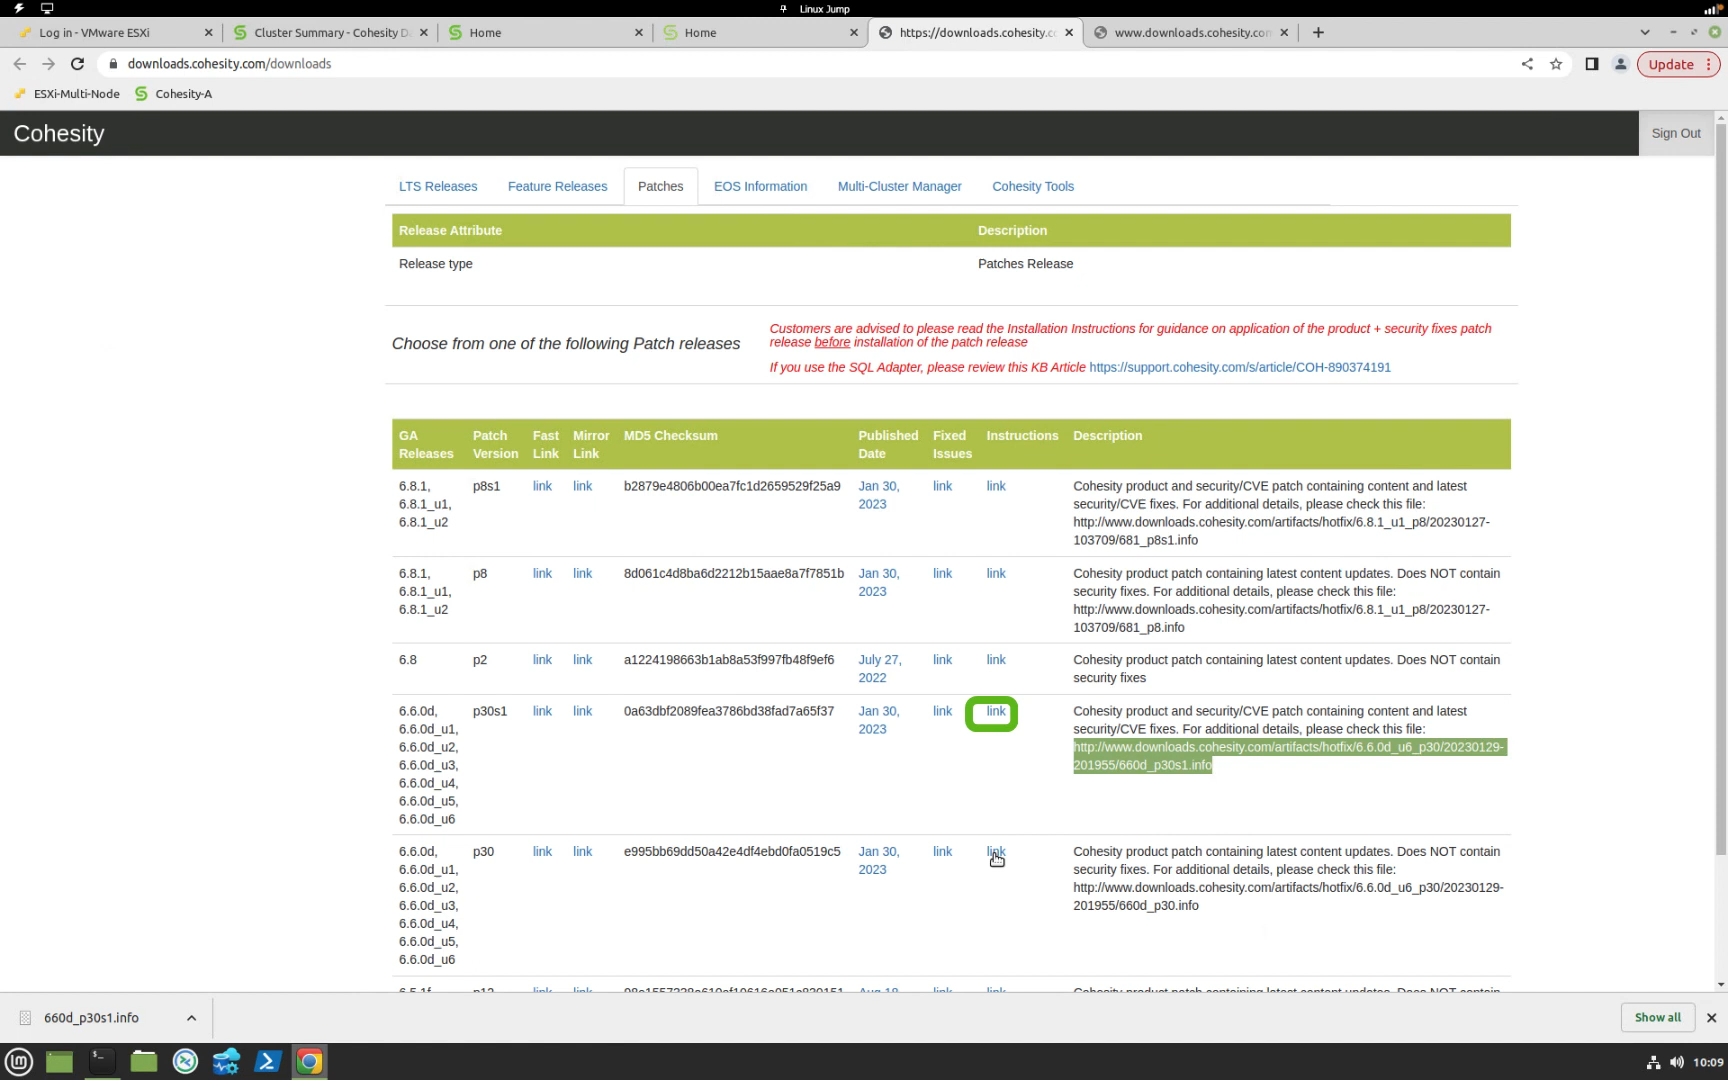 Linux Jump
Log in - VMware ESXi
Cluster Summary - Cohesity D
Home
Home
https://downloads.cohesity.c
www.downloads.cohesity.con
downloads.cohesity.com/downloads
Update
ESXi-Multi-Node
Cohesity-A
Cohesity
Sign Out
LTS Releases Feature Releases Patches EOS Information Multi-Cluster Manager Cohesity Tools
Release Attribute Description
Release type Patches Release
Choose from one of the following Patch releases
Customers are advised to please read the Installation Instructions for guidance on application of the product + security fixes patch
release before installation of the patch release
If you use the SQL Adapter, please review this KB Article https://support.cohesity.com/s/article/COH-890374191
GA Patch Fast Mirror MD5 Checksum Published Fixed Instructions Description
Releases Version Link Link Date Issues
6.8.1, p8s1 link link b2879e4806b00ea7fc1d2659529f25a9 Jan 30, link link Cohesity product and security/CVE patch containing content and latest
6.8.1_u1, 2023 security/CVE fixes. For additional details, please check this file:
6.8.1_u2 http://www.downloads.cohesity.com/artifacts/hotfix/6.8.1_u1_p8/20230127-
103709/681_p8s1.info
6.8.1, p8 link link 8d061c4d8ba6d2212b15aae8a7f7851b Jan 30, link link Cohesity product patch containing latest content updates. Does NOT contain
6.8.1_u1, 2023 security fixes. For additional details, please check this file:
6.8.1_u2 http://www.downloads.cohesity.com/artifacts/hotfix/6.8.1_u1_p8/20230127-
103709/681_p8.info
6.8 p2 link link a1224198663b1ab8a53f997fb48f9ef6 July 27, link link Cohesity product patch containing latest content updates. Does NOT contain
2022 security fixes
6.6.0d, p30s1 link link 0a63dbf2089fea3786bd38fad7a65f37 Jan 30, link link Cohesity product and security/CVE patch containing content and latest
6.6.0d_u1, 2023 security/CVE fixes. For additional details, please check this file:
6.6.0d_u2, http://www.downloads.cohesity.com/artifacts/hotfix/6.6.0d_u6_p30/20230129-
6.6.0d_u3, 201955/660d_p30s1.info
6.6.0d_u4,
6.6.0d_u5,
6.6.0d_u6
6.6.0d, p30 link link e995bb69dd50a42e4df4ebd0fa0519c5 Jan 30, link link Cohesity product patch containing latest content updates. Does NOT contain
6.6.0d_u1, 2023 security fixes. For additional details, please check this file:
6.6.0d_u2, http://www.downloads.cohesity.com/artifacts/hotfix/6.6.0d_u6_p30/20230129-
6.6.0d_u3, 201955/660d_p30.info
6.6.0d_u4,
6.6.0d_u5,
6.6.0d_u6
660d_p30s1.info
Show all
10:09